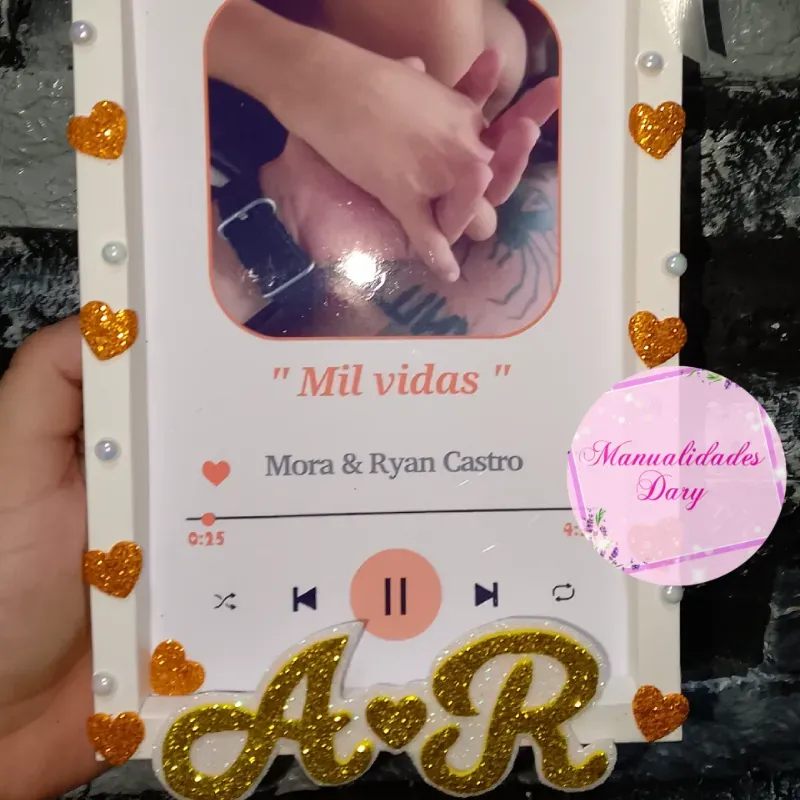 " Mil vidas "
Mora & Ryan Castro
Manualidades
Dary
0:25
A R